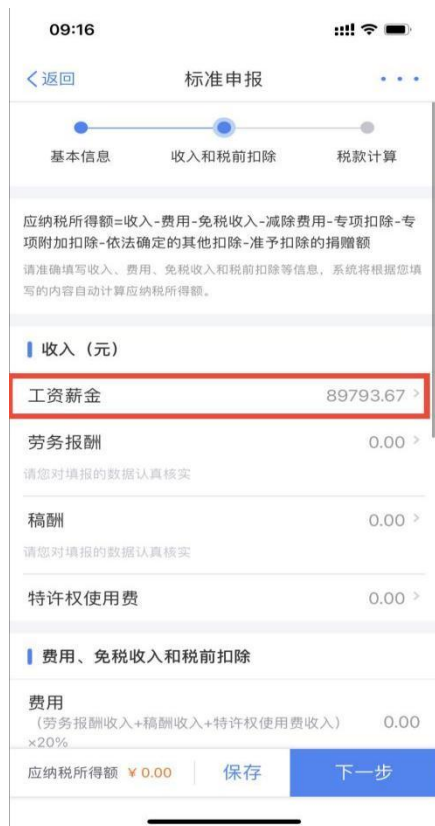 09:16
返回
标准申报
基本信息
收入和税前扣除
税款计算
应纳税所得额=收入-费用-免税收入-减除费用-专项扣除-专
项附加扣除-依法确定的其他扣除-准予扣除的捐赠额
请准确填写收入、费用、免税收入和税前扣除等信息，系统将根据您填
写的内容自动计算应纳税所得额。
收入（元）
工资薪金 89793.67
劳务报酬 0.00
请您对填报的数据认真核实
稿酬 0.00
请您对填报的数据认真核实
特许权使用费 0.00
费用、免税收入和税前扣除
费用
（劳务报酬收入+稿酬收入+特许权使用费收入） 0.00
×20%
应纳税所得额 ¥0.00 保存 下一步